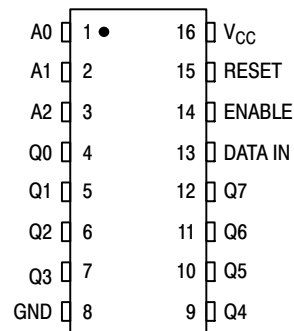 A0 1 16 V_CC
A1 2 15 RESET
A2 3 14 ENABLE
Q0 4 13 DATA IN
Q1 5 12 Q7
Q2 6 11 Q6
Q3 7 10 Q5
GND 8 9 Q4